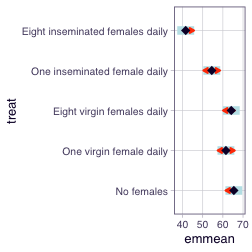 Eight inseminated females daily
One inseminated female daily
Eight virgin females daily
One virgin female daily
No females
treat
40 50 60 70
emmean